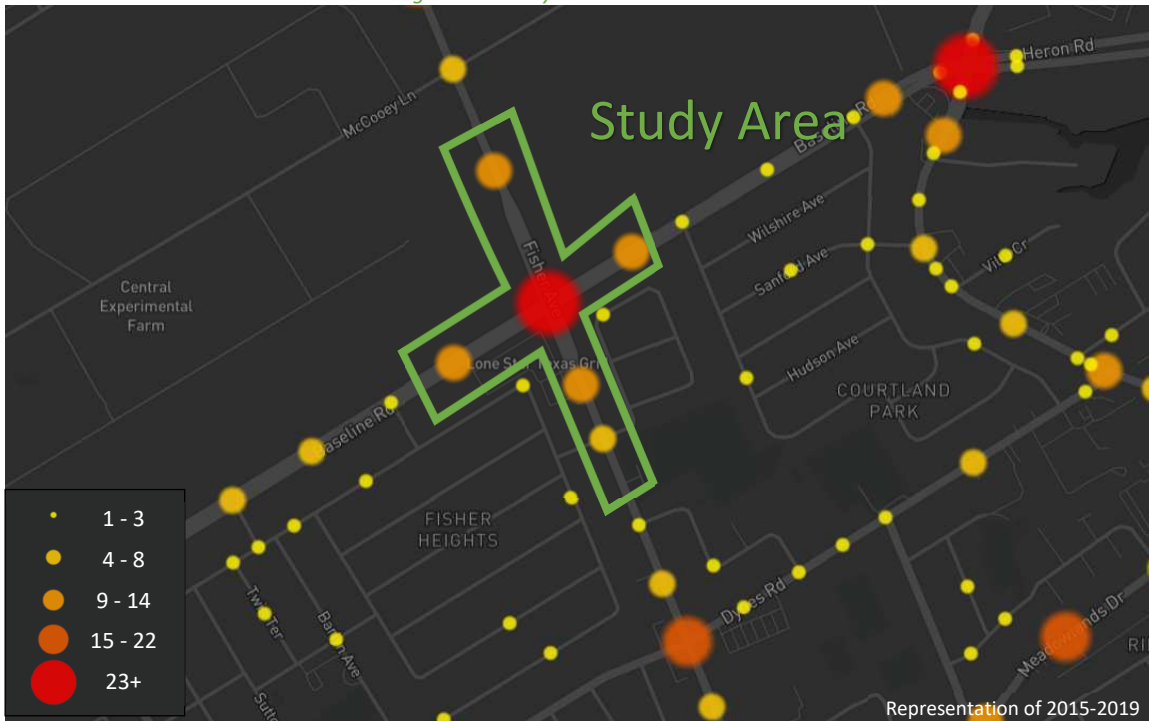 Heron Rd
McCooey Ln
Study Area
Baseline Rd
Wilshire Ave
Fisher Ave
Sanford Ave
Central
Experimental
Farm
Lone Star Texas Grill
Hudson Ave
COURTLAND
PARK
Baseline Rd
FISHER
HEIGHTS
1 - 3
4 - 8
9 - 14
15 - 22
23+
Dynes Rd
Meadowlands Dr
Representation of 2015-2019